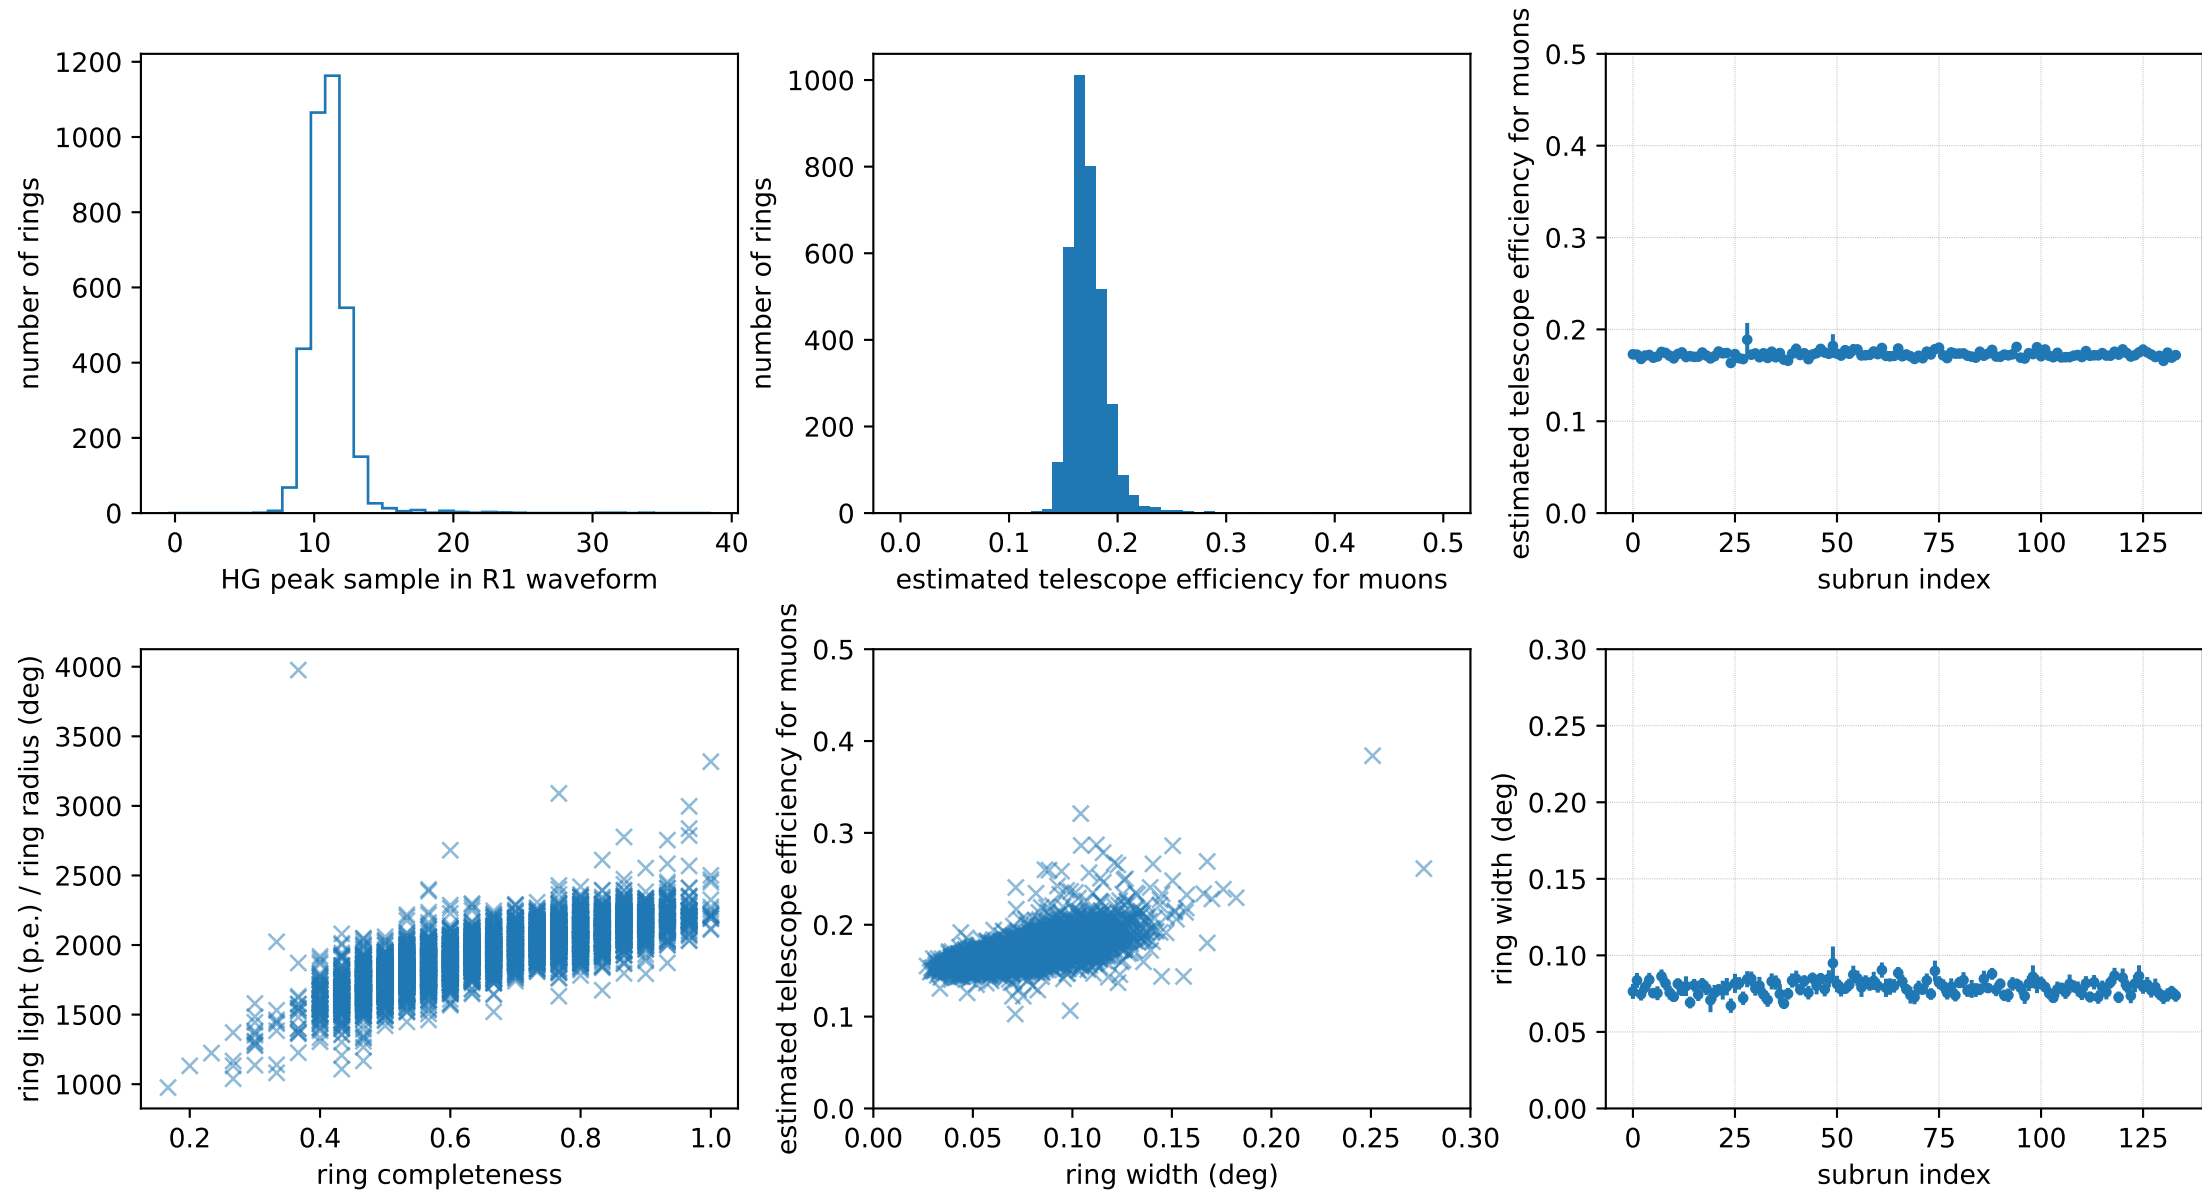 number of rings
1200
1000
800
600
400
200
0
0 10 20 30 40
HG peak sample in R1 waveform
number of rings
1000
800
600
400
200
0
0.0 0.1 0.2 0.3 0.4 0.5
estimated telescope efficiency for muons
estimated telescope efficiency for muons
0.5
0.4
0.3
0.2
0.1
0.0
0 25 50 75 100 125
subrun index
ring light (p.e.) / ring radius (deg)
4000
3500
3000
2500
2000
1500
1000
0.2 0.4 0.6 0.8 1.0
ring completeness
estimated telescope efficiency for muons
0.5
0.4
0.3
0.2
0.1
0.0
0.00 0.05 0.10 0.15 0.20 0.25 0.30
ring width (deg)
ring width (deg)
0.30
0.25
0.20
0.15
0.10
0.05
0.00
0 25 50 75 100 125
subrun index